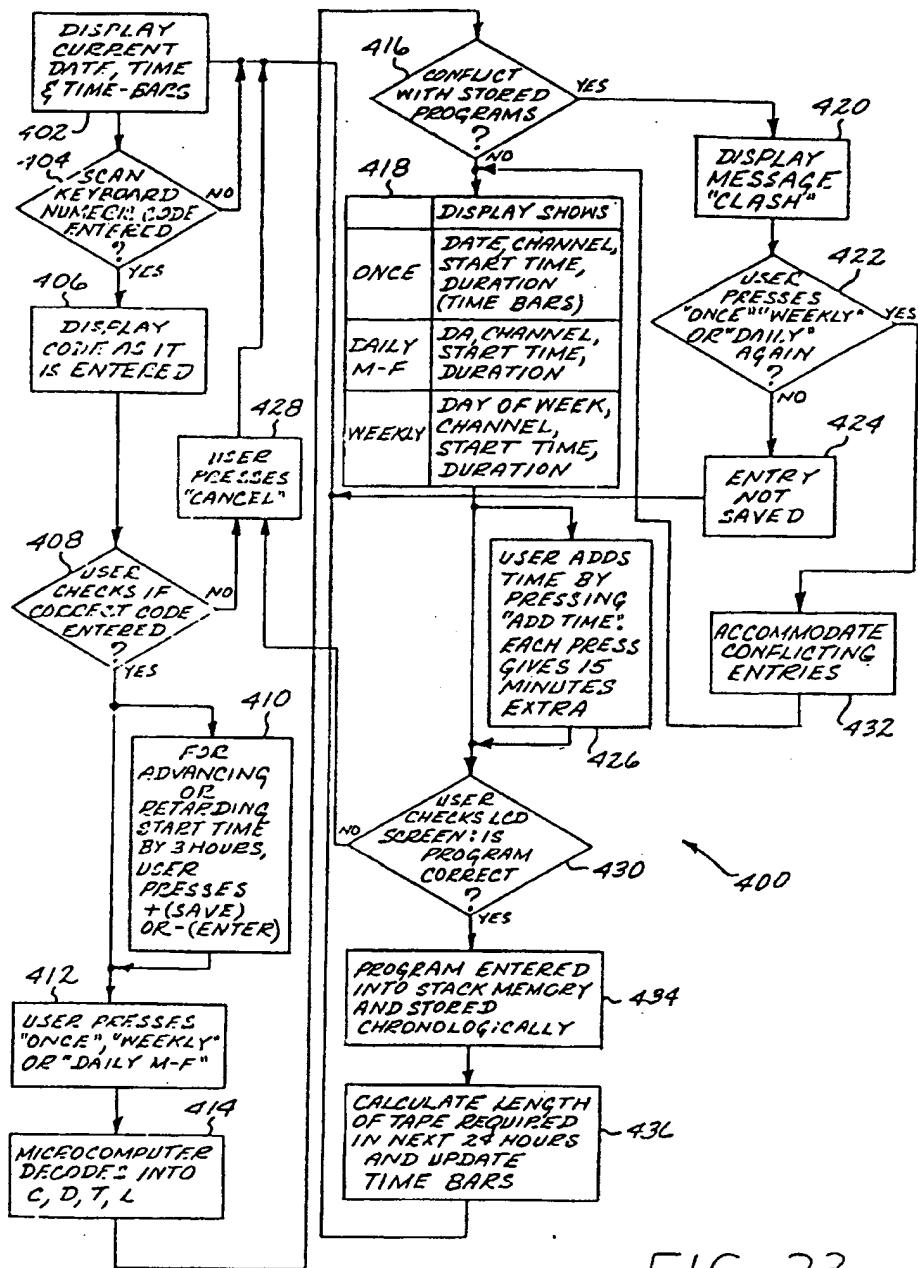 DISPLAY
CURRENT
DATE, TIME
& TIME-BARS
402
404
SCAN
KEYBOARD
NUMERIC CODE
ENTERED
?
NO
YES
406
DISPLAY
CODE AS IT
IS ENTERED
428
USER
PRESSES
"CANCEL"
408
USER
CHECKS IF
CORRECT CODE
ENTERED
?
NO
YES
410
FOR
ADVANCING
OR
RETARDING
START TIME
BY 3 HOURS,
USER
PRESSES
+(SAVE)
OR-(ENTER)
412
USER PRESSES
"ONCE", "WEEKLY"
OR "DAILY M-F"
414
MICROCOMPUTER
DECODES INTO
C, D, T, L
416
CONFLICT
WITH STORED
PROGRAMS
?
YES
NO
418
DISPLAY SHOWS
ONCE
DATE, CHANNEL,
START TIME,
DURATION
(TIME BARS)
DAILY
M-F
DA, CHANNEL,
START TIME,
DURATION
WEEKLY
DAY OF WEEK,
CHANNEL,
START TIME,
DURATION
420
DISPLAY
MESSAGE
"CLASH"
422
USER
PRESSES
"ONCE" "WEEKLY"
OR "DAILY"
AGAIN
?
YES
NO
424
ENTRY
NOT
SAVED
USER ADDS
TIME BY
PRESSING
"ADD TIME".
EACH PRESS
GIVES 15
MINUTES
EXTRA
426
ACCOMMODATE
CONFLICTING
ENTRIES
432
USER
CHECKS LCD
SCREEN: IS
PROGRAM
CORRECT
?
NO
YES
430
400
PROGRAM ENTERED
INTO STACK MEMORY
AND STORED
CHRONOLOGICALLY
434
CALCULATE LENGTH
OF TAPE REQUIRED
IN NEXT 24 HOURS
AND UPDATE
TIME BARS
436